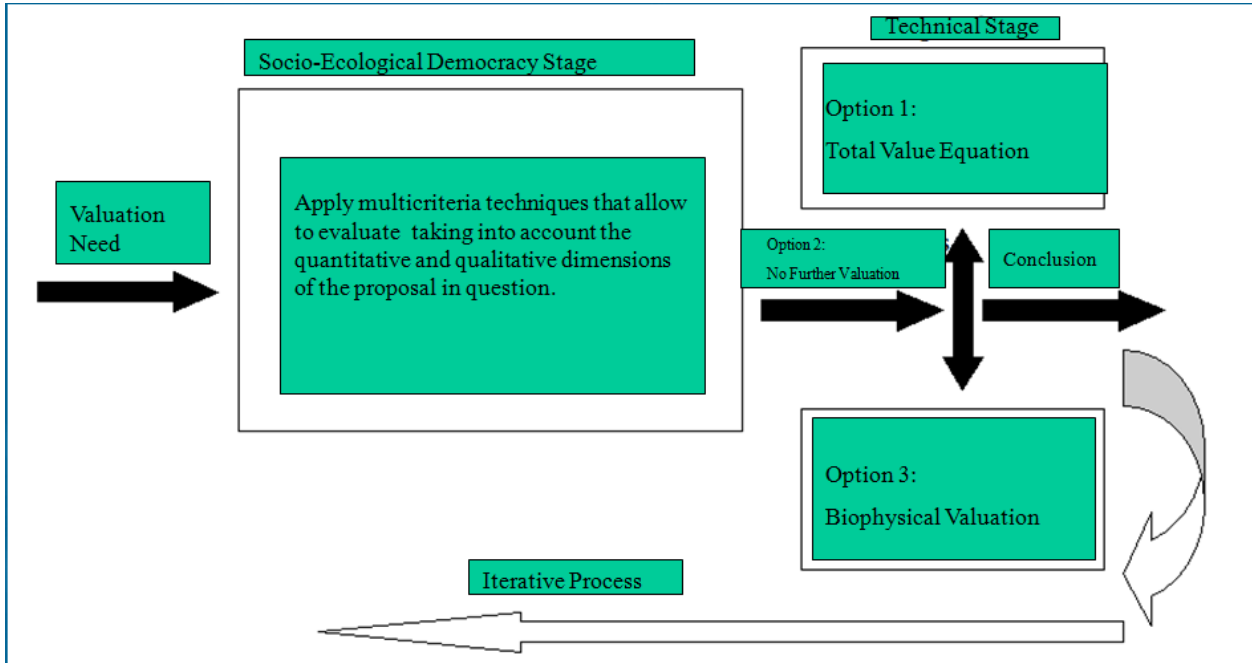 Technical Stage
Socio-Ecological Democracy Stage
Option 1:
Total Value Equation
Valuation
Need
Apply multicriteria techniques that allow
to evaluate taking into account the
quantitative and qualitative dimensions
of the proposal in question.
Option 2:
No Further Valuation
Conclusion
Option 3:
Biophysical Valuation
Iterative Process